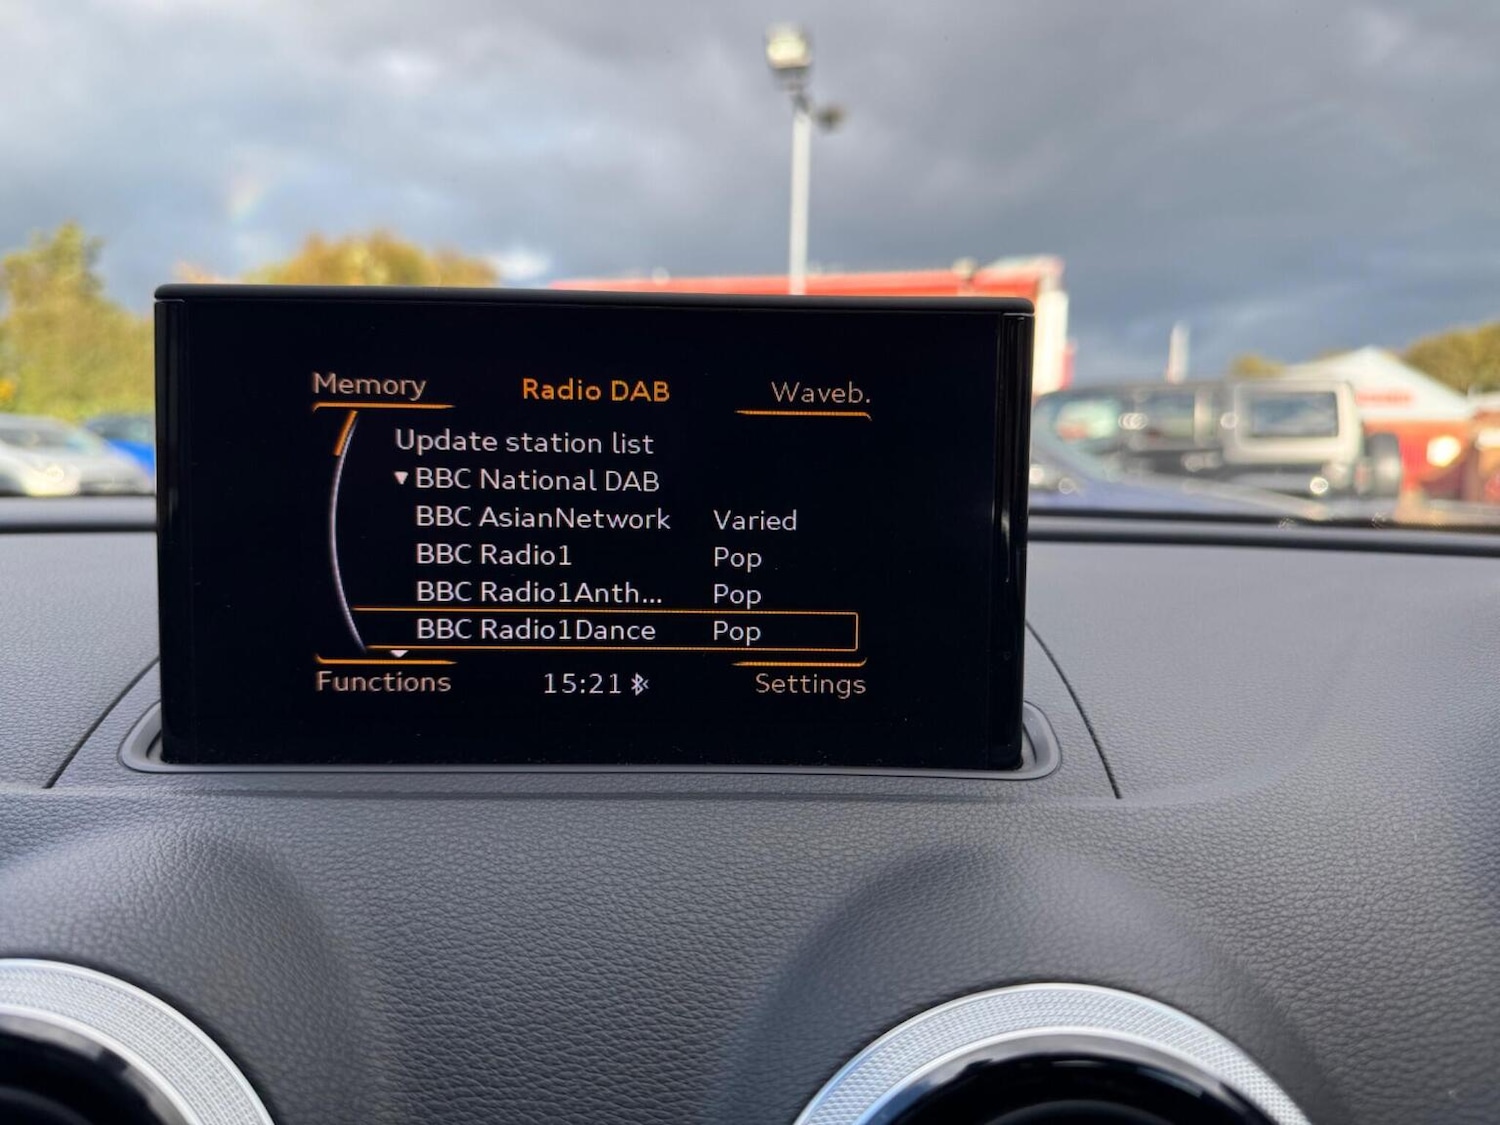 Memory Radio DAB Waveb.
Update station list
▼ BBC National DAB
BBC AsianNetwork Varied
BBC Radio1 Pop
BBC Radio1Anth... Pop
BBC Radio1Dance Pop
Functions 15:21 Settings